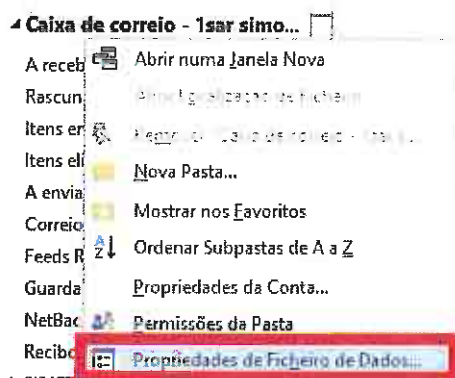 Caixa de correio - 1sar simo...
A receb
Abrir numa Janela Nova
Rascun
Itens en
Itens eli
Nova Pasta...
A envia
Mostrar nos Favoritos
Correio
Feeds R
Ordenar Subpastas de A a Z
Guarda
Propriedades da Conta...
NetBac
Permissões da Pasta
Recibo
Propriedades de Ficheiro de Dados...